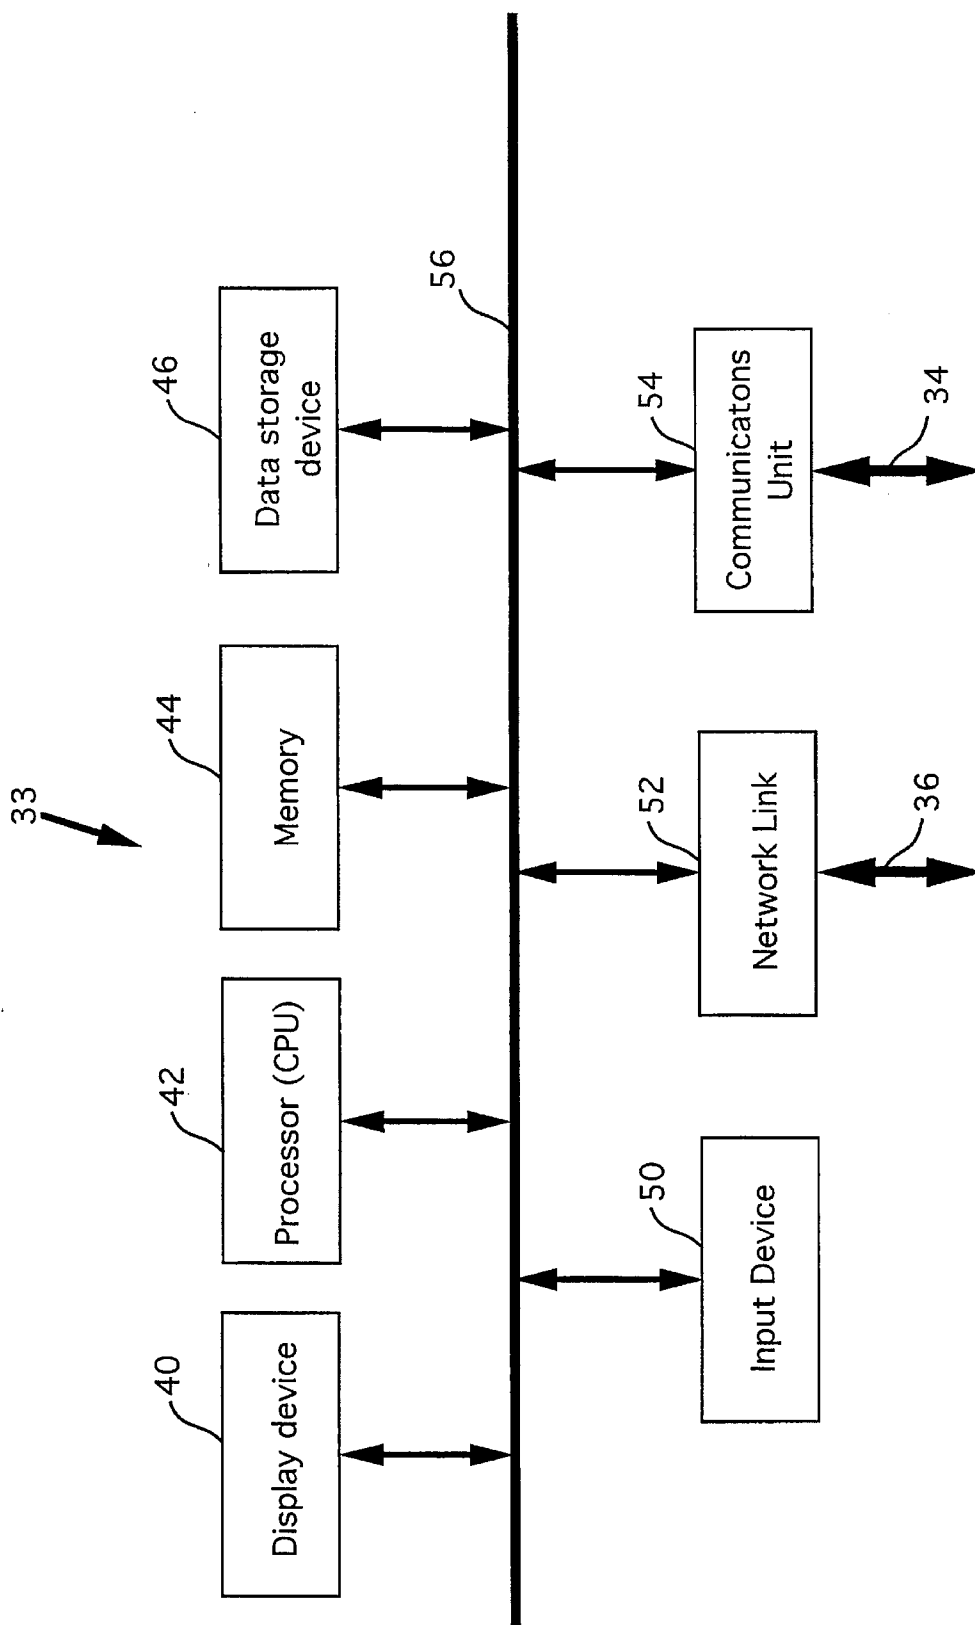 33
40
Display device
42
Processor (CPU)
44
Memory
46
Data storage
device
56
50
Input Device
52
Network Link
36
54
Communicatons
Unit
34